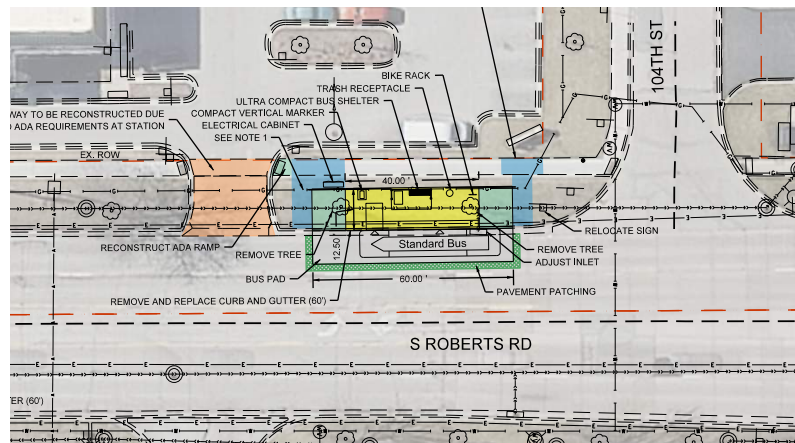 104TH ST
BIKE RACK
TRASH RECEPTACLE
ULTRA COMPACT BUS SHELTER
COMPACT VERTICAL MARKER
ELECTRICAL CABINET
SEE NOTE 1
WAY TO BE RECONSTRUCTED DUE
ADA REQUIREMENTS AT STATION
EX. ROW
40.00 '
RELOCATE SIGN
RECONSTRUCT ADA RAMP
REMOVE TREE
12.50
Standard Bus
REMOVE TREE
ADJUST INLET
BUS PAD
60.00 '
PAVEMENT PATCHING
REMOVE AND REPLACE CURB AND GUTTER (60')
S ROBERTS RD
(60')